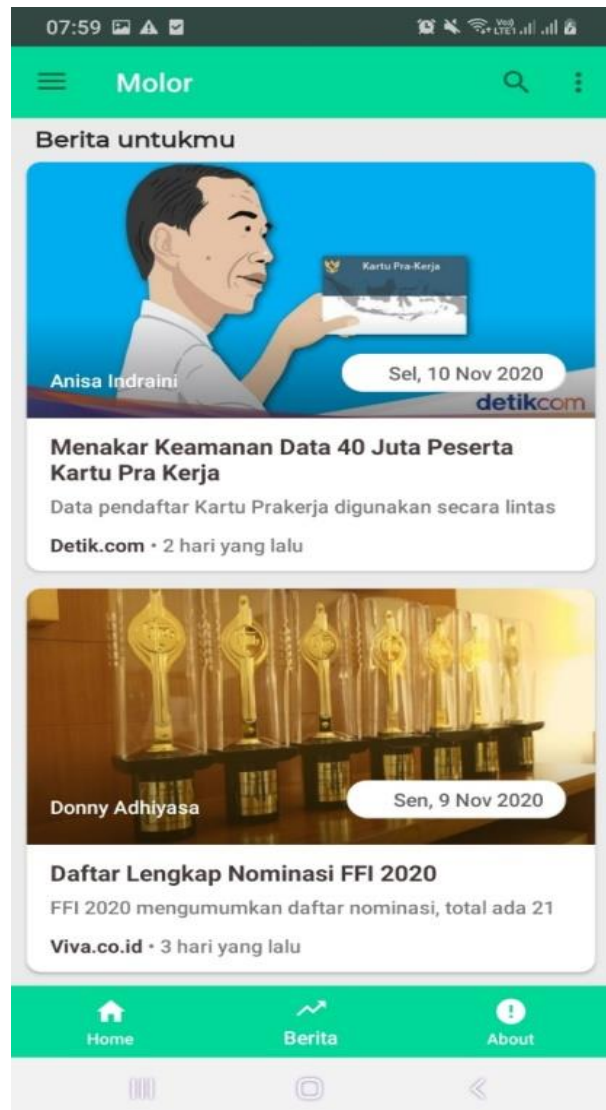 07:59
Molor
Berita untukmu
Kartu Pra-Kerja
Anisa Indraini
Sel, 10 Nov 2020
detikcom
Menakar Keamanan Data 40 Juta Peserta
Kartu Pra Kerja
Data pendaftar Kartu Prakerja digunakan secara lintas
Detik.com • 2 hari yang lalu
Donny Adhiyasa
Sen, 9 Nov 2020
Daftar Lengkap Nominasi FFI 2020
FFI 2020 mengumumkan daftar nominasi, total ada 21
Viva.co.id • 3 hari yang lalu
Home
Berita
About